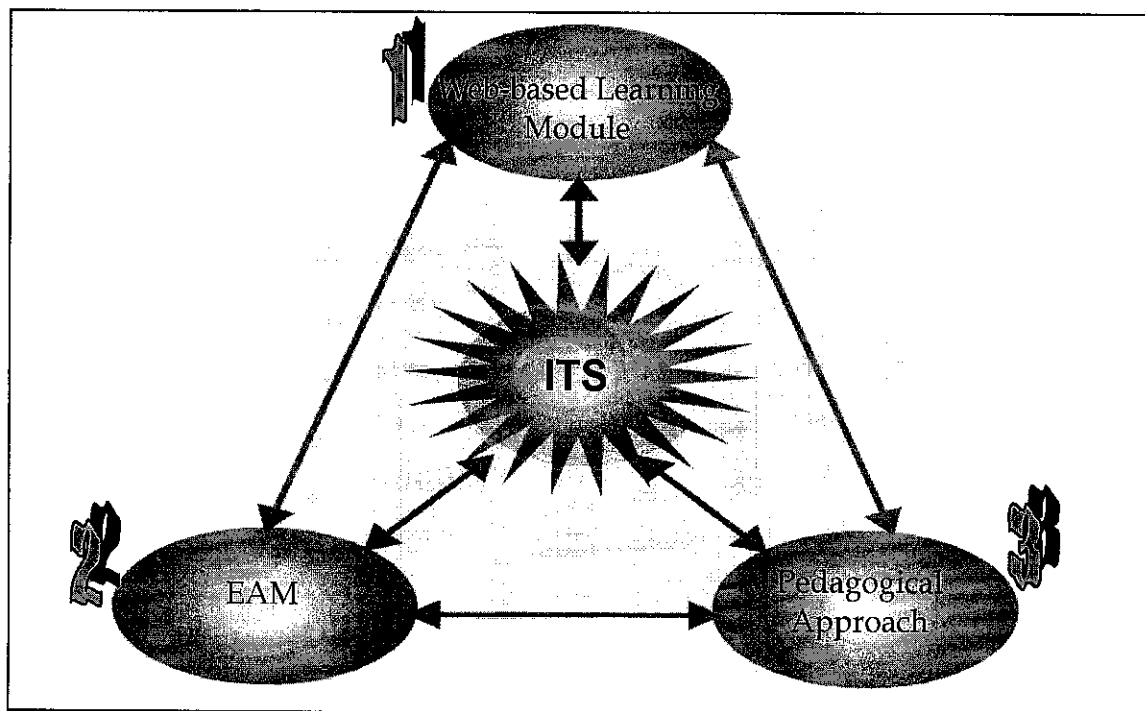 1
Web-based Learning
Module
ITS
2
EAM
3
Pedagogical
Approach